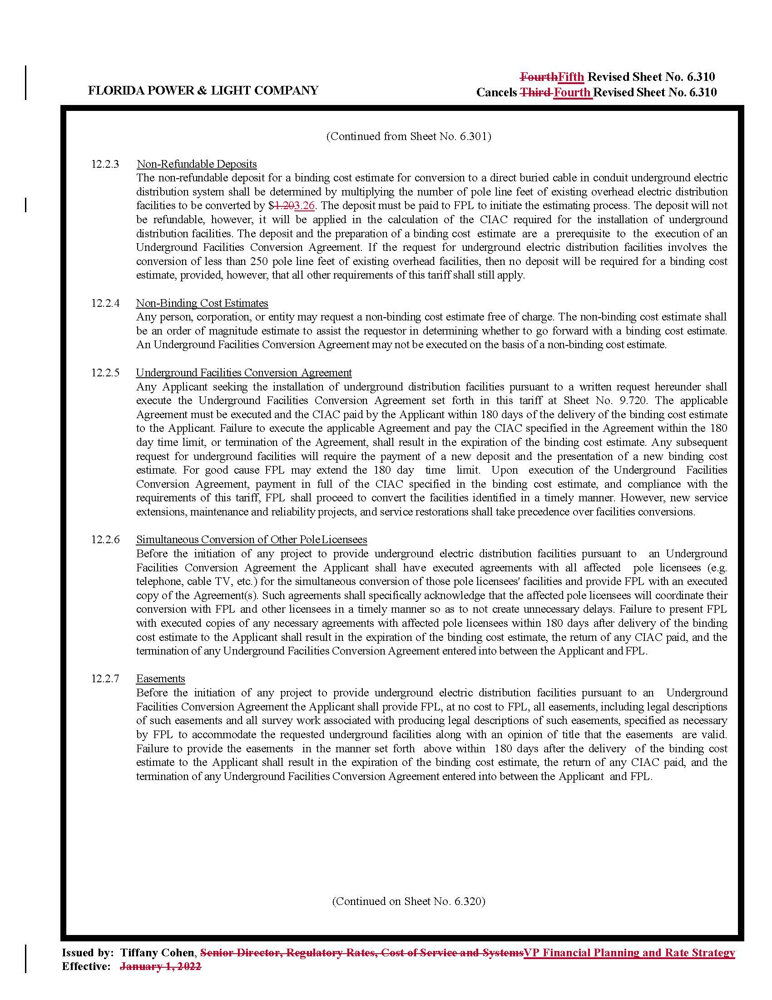 FourthFifth Revised Sheet No. 6.310
FLORIDA POWER & LIGHT COMPANY
Cancels Third Fourth Revised Sheet No. 6.310
(Continued from Sheet No. 6.301)
12.2.3 Non-Refundable Deposits
The non-refundable deposit for a binding cost estimate for conversion to a direct buried cable in conduit underground electric
distribution system shall be determined by multiplying the number of pole line feet of existing overhead electric distribution
facilities to be converted by $1.203.26. The deposit must be paid to FPL to initiate the estimating process. The deposit will not
be refundable, however, it will be applied in the calculation of the CIAC required for the installation of underground
distribution facilities. The deposit and the preparation of a binding cost estimate are a prerequisite to the execution of an
Underground Facilities Conversion Agreement. If the request for underground electric distribution facilities involves the
conversion of less than 250 pole line feet of existing overhead facilities, then no deposit will be required for a binding cost
estimate, provided, however, that all other requirements of this tariff shall still apply.
12.2.4 Non-Binding Cost Estimates
Any person, corporation, or entity may request a non-binding cost estimate free of charge. The non-binding cost estimate shall
be an order of magnitude estimate to assist the requestor in determining whether to go forward with a binding cost estimate.
An Underground Facilities Conversion Agreement may not be executed on the basis of a non-binding cost estimate.
12.2.5 Underground Facilities Conversion Agreement
Any Applicant seeking the installation of underground distribution facilities pursuant to a written request hereunder shall
execute the Underground Facilities Conversion Agreement set forth in this tariff at Sheet No. 9.720. The applicable
Agreement must be executed and the CIAC paid by the Applicant within 180 days of the delivery of the binding cost estimate
to the Applicant. Failure to execute the applicable Agreement and pay the CIAC specified in the Agreement within the 180
day time limit, or termination of the Agreement, shall result in the expiration of the binding cost estimate. Any subsequent
request for underground facilities will require the payment of a new deposit and the presentation of a new binding cost
estimate. For good cause FPL may extend the 180 day time limit. Upon execution of the Underground Facilities
Conversion Agreement, payment in full of the CIAC specified in the binding cost estimate, and compliance with the
requirements of this tariff, FPL shall proceed to convert the facilities identified in a timely manner. However, new service
extensions, maintenance and reliability projects, and service restorations shall take precedence over facilities conversions.
12.2.6 Simultaneous Conversion of Other Pole Licensees
Before the initiation of any project to provide underground electric distribution facilities pursuant to an Underground
Facilities Conversion Agreement the Applicant shall have executed agreements with all affected pole licensees (e.g.
telephone, cable TV, etc.) for the simultaneous conversion of those pole licensees' facilities and provide FPL with an executed
copy of the Agreement(s). Such agreements shall specifically acknowledge that the affected pole licensees will coordinate their
conversion with FPL and other licensees in a timely manner so as to not create unnecessary delays. Failure to present FPL
with executed copies of any necessary agreements with affected pole licensees within 180 days after delivery of the binding
cost estimate to the Applicant shall result in the expiration of the binding cost estimate, the return of any CIAC paid, and the
termination of any Underground Facilities Conversion Agreement entered into between the Applicant and FPL.
12.2.7 Easements
Before the initiation of any project to provide underground electric distribution facilities pursuant to an Underground
Facilities Conversion Agreement the Applicant shall provide FPL, at no cost to FPL, all easements, including legal descriptions
of such easements and all survey work associated with producing legal descriptions of such easements, specified as necessary
by FPL to accommodate the requested underground facilities along with an opinion of title that the easements are valid.
Failure to provide the easements in the manner set forth above within 180 days after the delivery of the binding cost
estimate to the Applicant shall result in the expiration of the binding cost estimate, the return of any CIAC paid, and the
termination of any Underground Facilities Conversion Agreement entered into between the Applicant and FPL.
(Continued on Sheet No. 6.320)
Issued by: Tiffany Cohen, Senior Director, Regulatory Rates, Cost of Service and SystemsVP Financial Planning and Rate Strategy
Effective: January 1, 2022